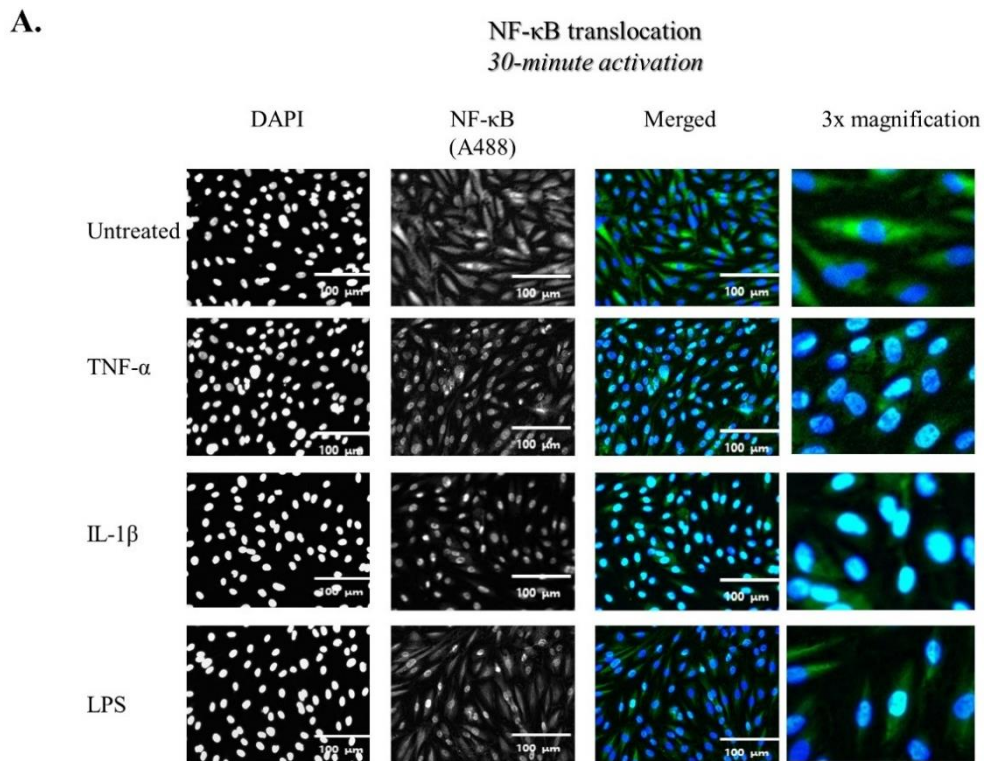 A.
NF-κB translocation
30-minute activation
DAPI
NF-κB
(A488)
Merged
3x magnification
Untreated
100 μm
100 μm
100 μm
TNF-α
100 μm
100 μm
100 μm
IL-1β
100 μm
100 μm
100 μm
LPS
100 μm
100 μm
100 μm